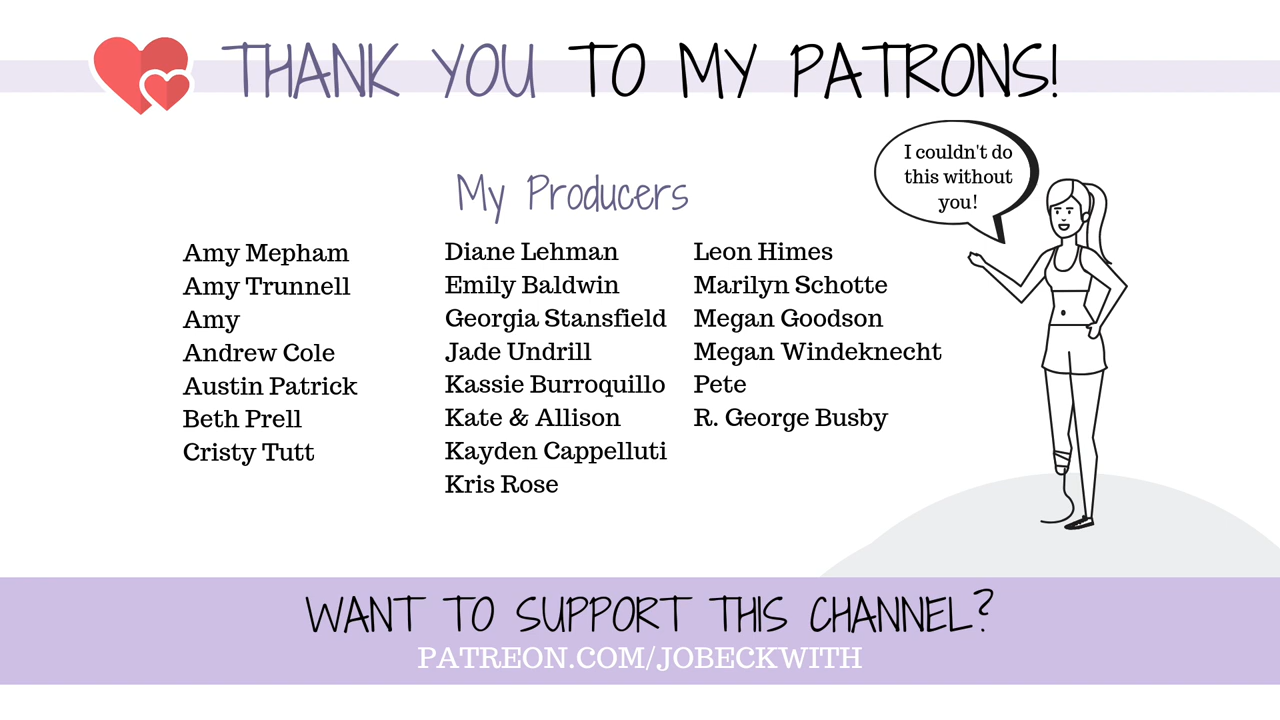 THANK YOU TO MY PATRONS!
I couldn't do
this without
you!
My Producers
Amy Mepham
Amy Trunnell
Amy
Andrew Cole
Austin Patrick
Beth Prell
Cristy Tutt
Diane Lehman
Emily Baldwin
Georgia Stansfield
Jade Undrill
Kassie Burroquillo
Kate & Allison
Kayden Cappelluti
Kris Rose
Leon Himes
Marilyn Schotte
Megan Goodson
Megan Windeknecht
Pete
R. George Busby
WANT TO SUPPORT THIS CHANNEL?
PATREON.COM/JOBECKWITH